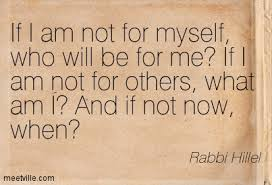 If I am not for myself,
who will be for me? If I
am not for others, what
am I? And if not now,
when?
Rabbi Hillel
meetville.com